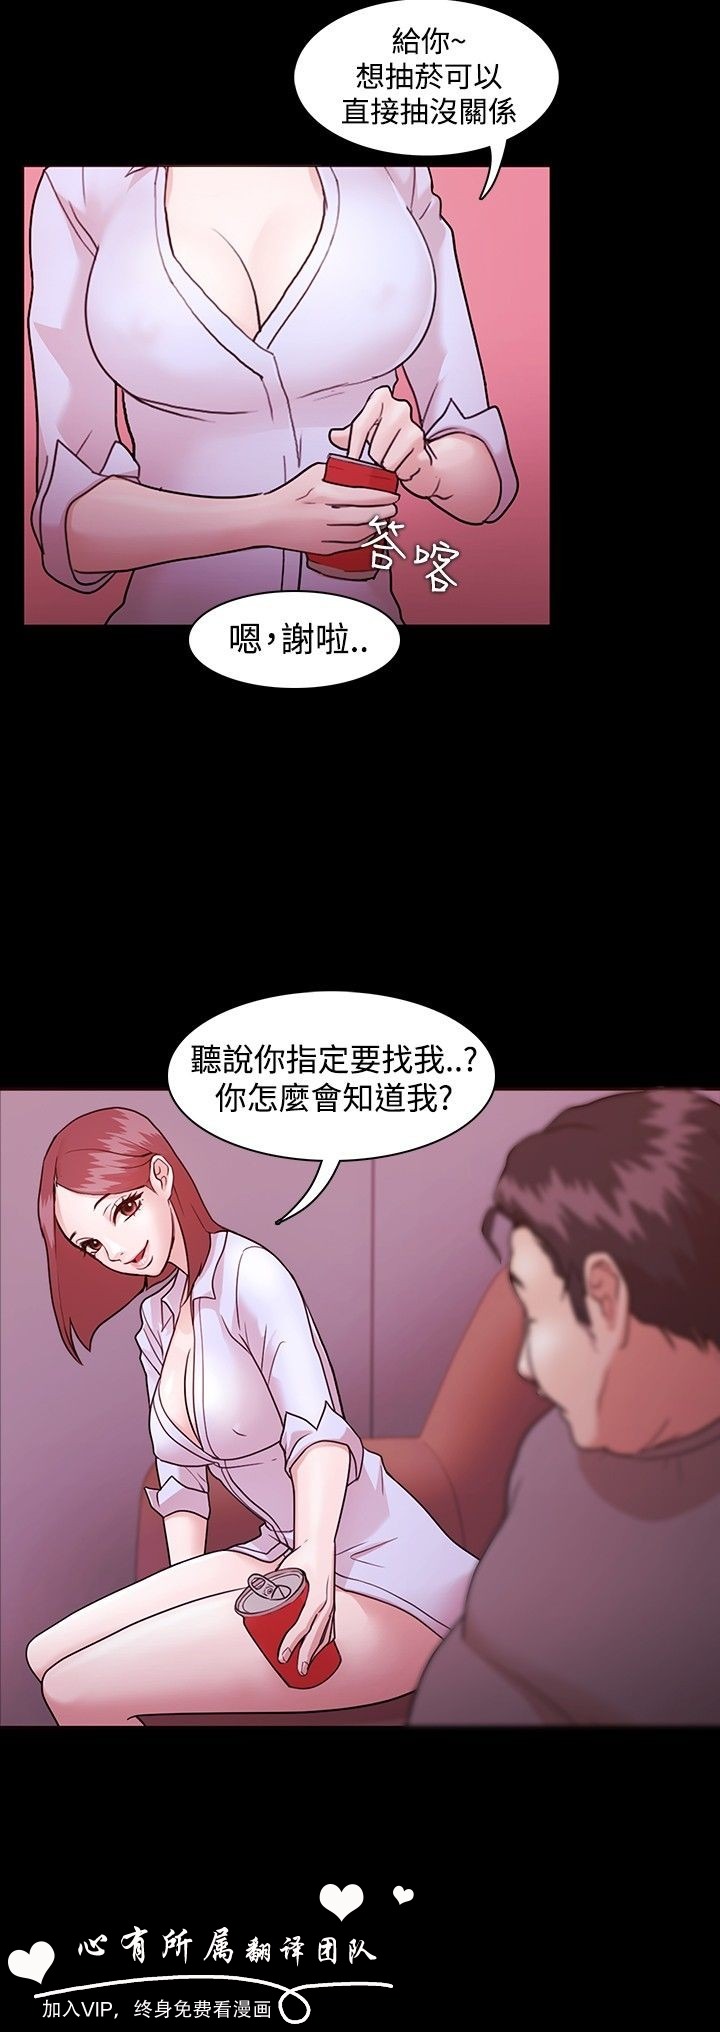 給你~
想抽菸可以
直接抽沒關係
答喀
嗯,謝啦..
聽說你指定要找我..?
你怎麼會知道我?
心有所属翻译团队
加入VIP，终身免费看漫画